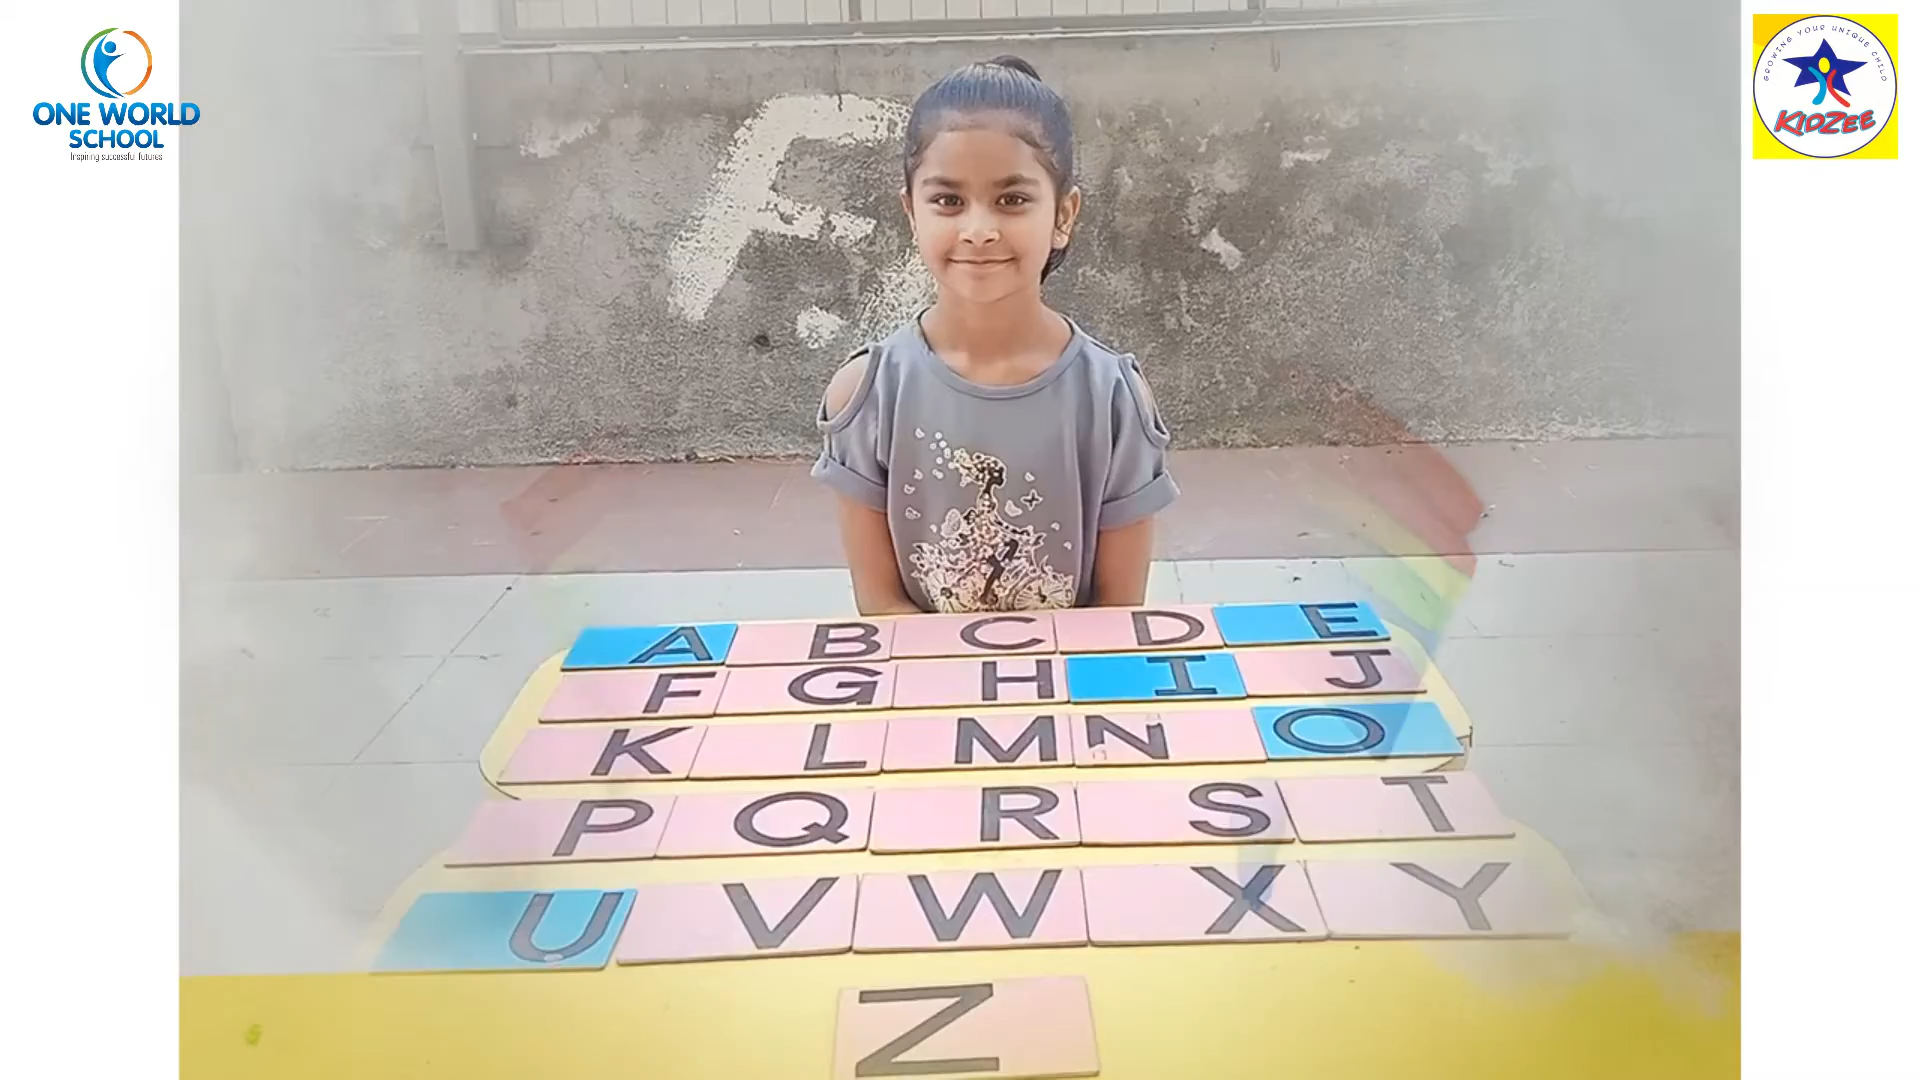 ONE WORLD
SCHOOL
Inspiring successful futures
GROWING YOUR UNIQUE CHILD
KIDZEE
A B C D E
F G H I J
K L M N O
P Q R S T
U V W X Y
Z